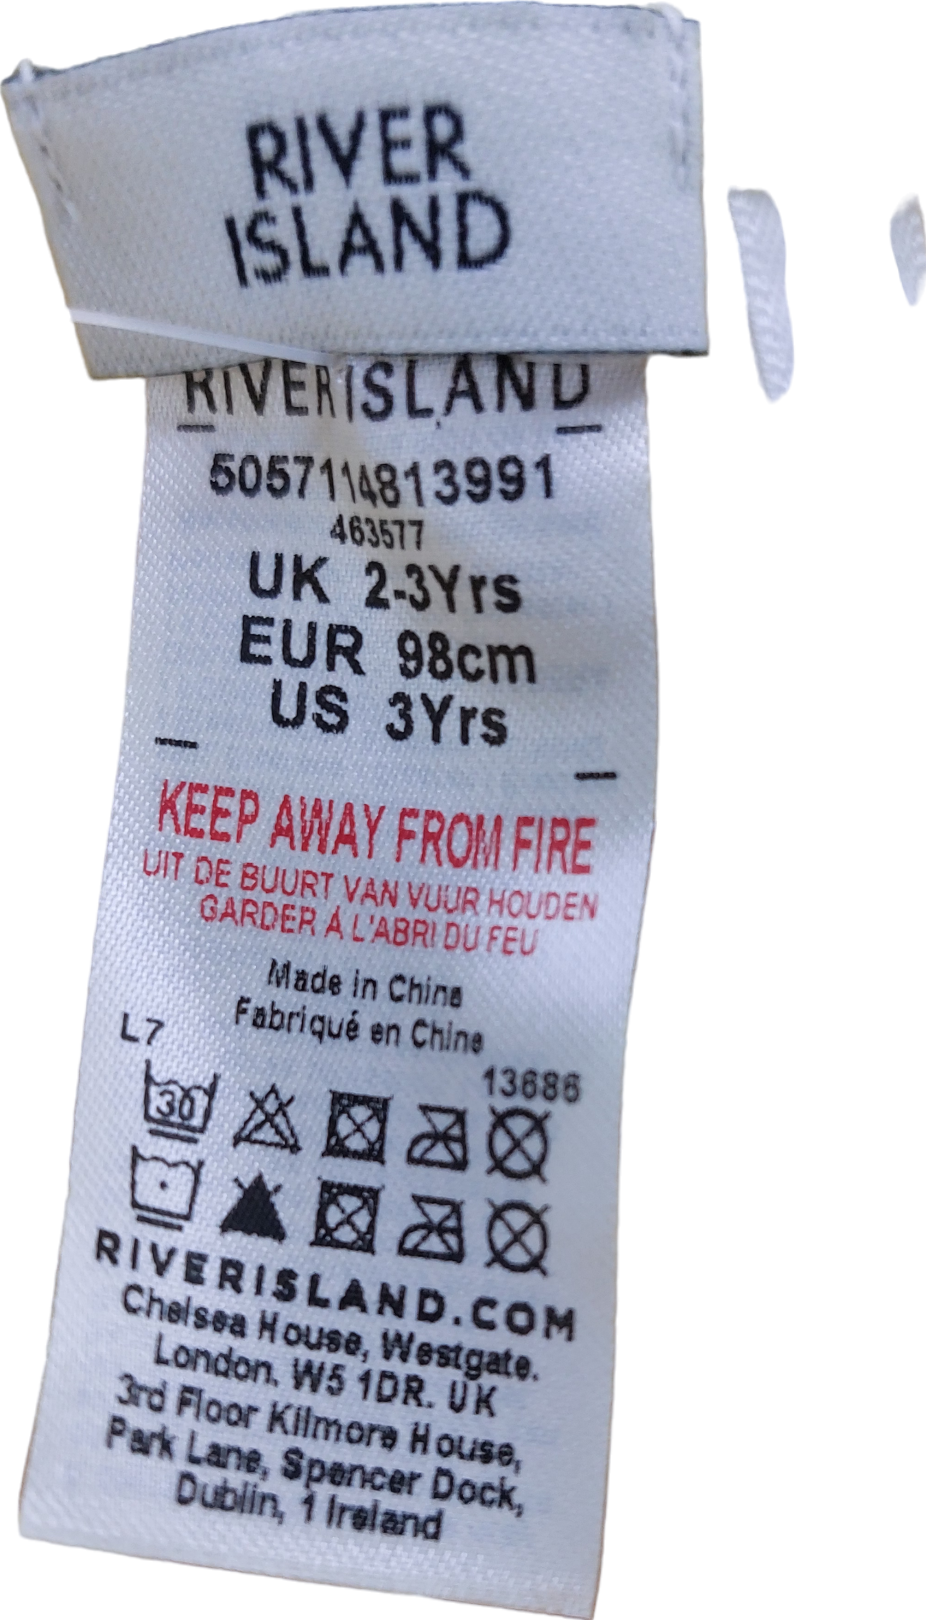 RIVER
ISLAND
RIVER ISLAND
5057114813991
463577
UK 2-3Yrs
EUR 98cm
US 3Yrs
KEEP AWAY FROM FIRE
UIT DE BUURT VAN VUUR HOUDEN
GARDER À L'ABRI DU FEU
Made in China
Fabriqué en Chine
L7
13686
30
RIVERISLAND.COM
Chelsea House, Westgate.
London. W5 1DR. UK
3rd Floor Kilmore House,
Park Lane, Spencer Dock,
Dublin, 1 Ireland